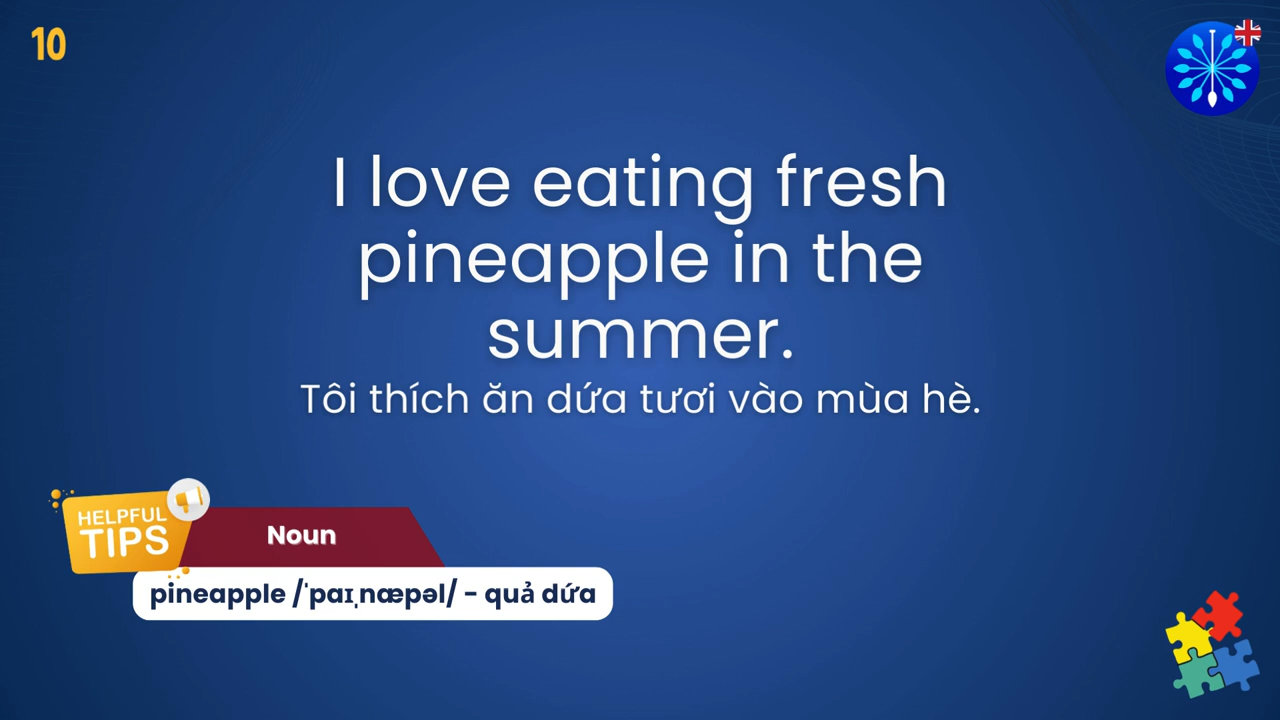 10
I love eating fresh
pineapple in the
summer.
Tôi thích ăn dứa tươi vào mùa hè.
HELPFUL
TIPS
Noun
pineapple /ˈpaɪˌnæpəl/ - quả dứa